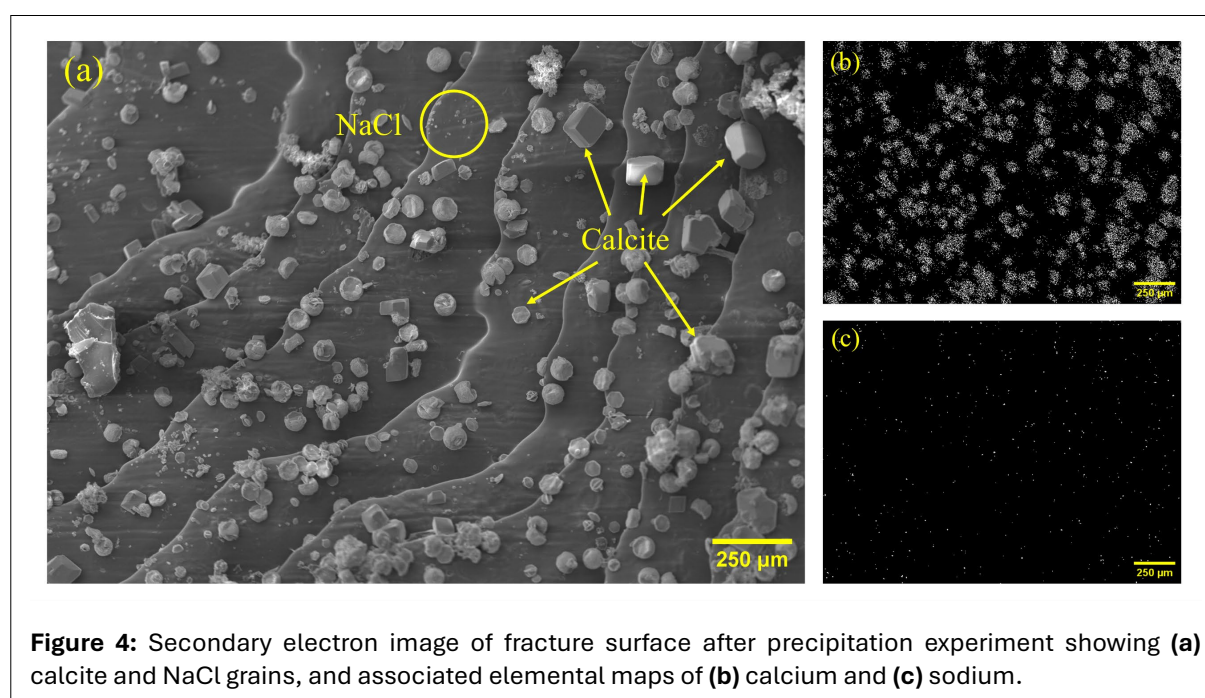 (a)
NaCl
Calcite
250 µm
(b)
250 µm
(c)
250 µm
Figure 4: Secondary electron image of fracture surface after precipitation experiment showing (a)
calcite and NaCl grains, and associated elemental maps of (b) calcium and (c) sodium.